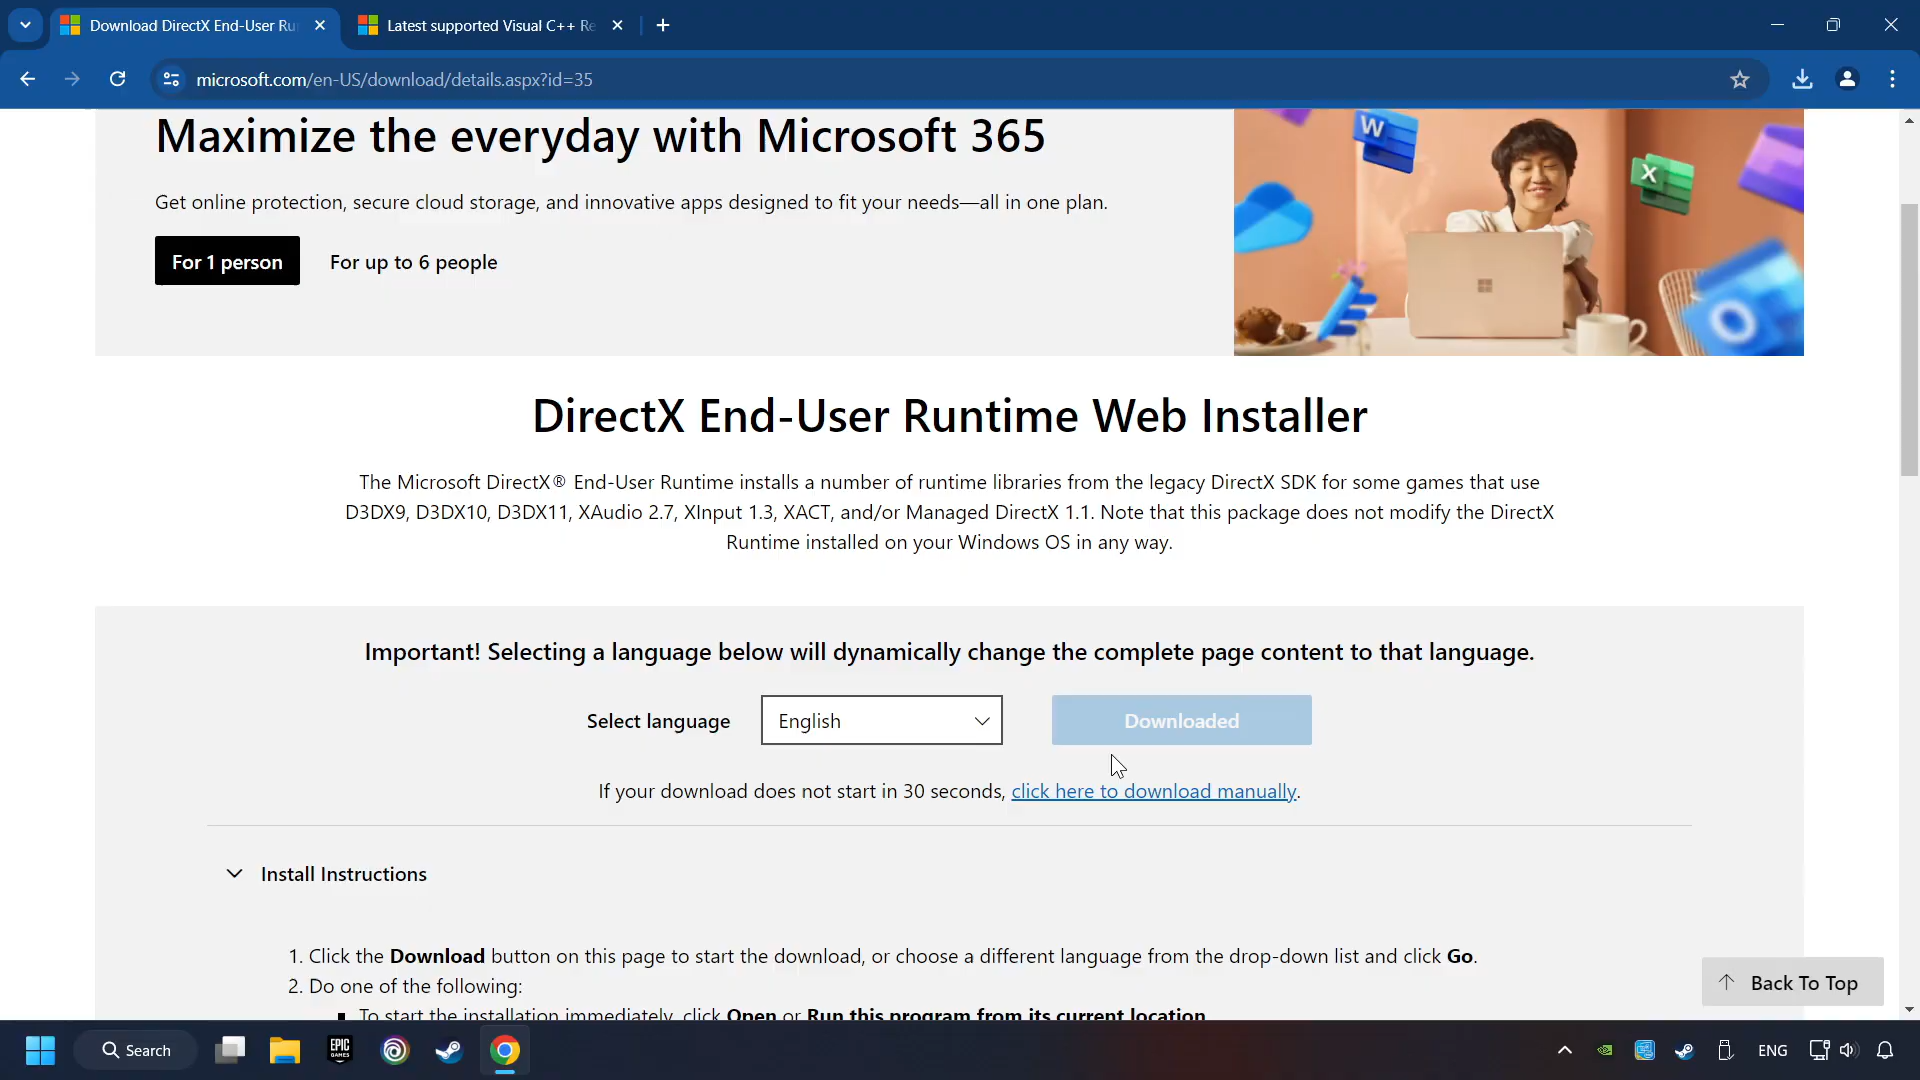 Download DirectX End-User Ru
Latest supported Visual C++ Re
microsoft.com/en-US/download/details.aspx?id=35
Maximize the everyday with Microsoft 365
Get online protection, secure cloud storage, and innovative apps designed to fit your needs—all in one plan.
For 1 person
For up to 6 people
W
X
O
DirectX End-User Runtime Web Installer
The Microsoft DirectX® End-User Runtime installs a number of runtime libraries from the legacy DirectX SDK for some games that use
D3DX9, D3DX10, D3DX11, XAudio 2.7, XInput 1.3, XACT, and/or Managed DirectX 1.1. Note that this package does not modify the DirectX
Runtime installed on your Windows OS in any way.
Important! Selecting a language below will dynamically change the complete page content to that language.
Select language
English
Downloaded
If your download does not start in 30 seconds, click here to download manually.
Install Instructions
1. Click the Download button on this page to start the download, or choose a different language from the drop-down list and click Go.
2. Do one of the following:
To start the installation immediately, click Open or Run this program from its current location
Back To Top
Search
EPIC
GAMES
ENG